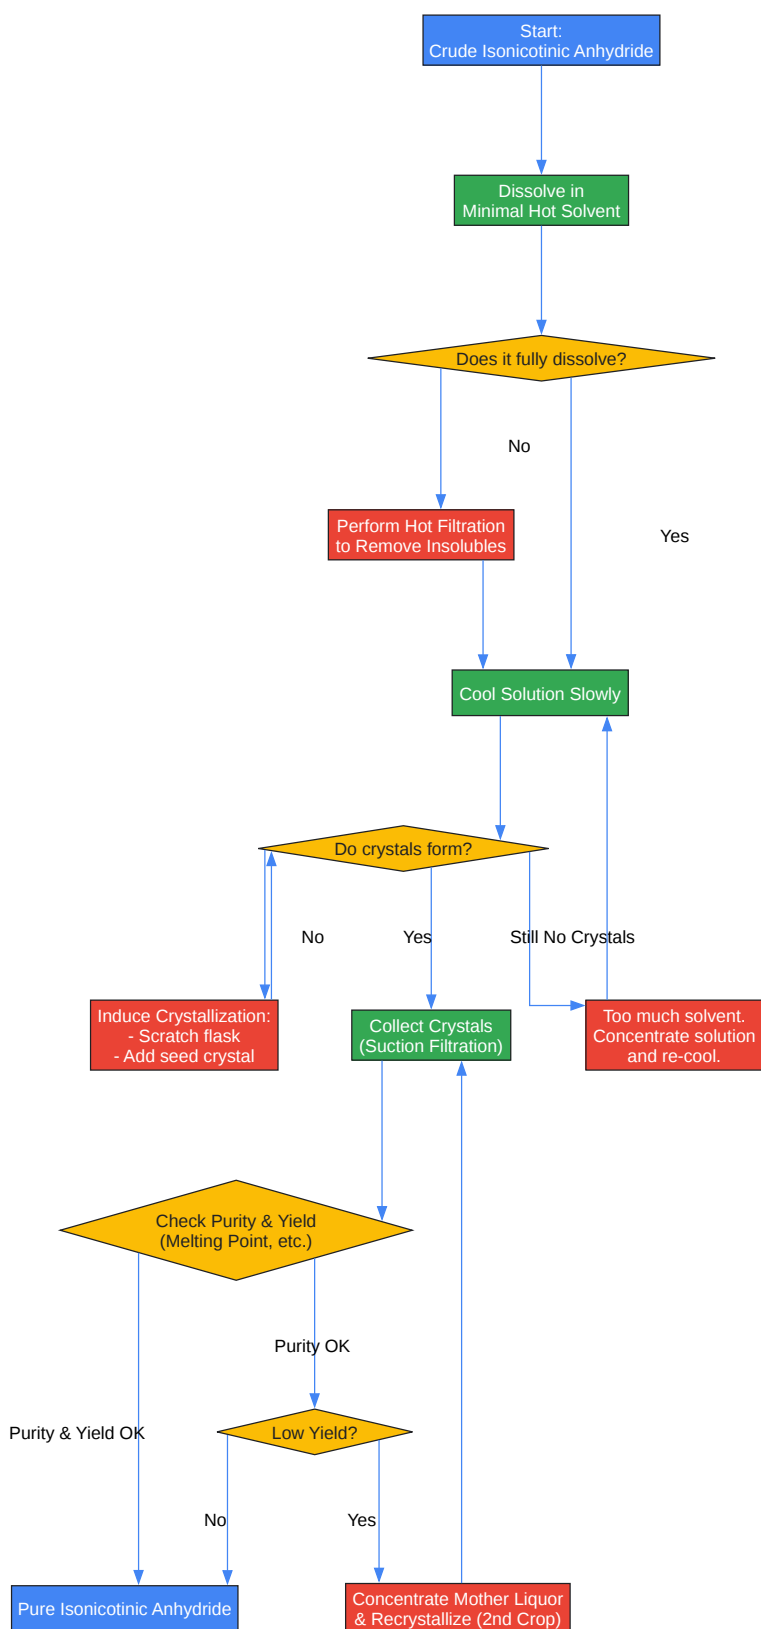 Start:
Crude Isonicotinic Anhydride
Dissolve in
Minimal Hot Solvent
Does it fully dissolve?
No
Perform Hot Filtration
to Remove Insolubles
Yes
Cool Solution Slowly
Do crystals form?
No
Yes
Still No Crystals
Induce Crystallization:
- Scratch flask
- Add seed crystal
Collect Crystals
(Suction Filtration)
Too much solvent.
Concentrate solution
and re-cool.
Check Purity & Yield
(Melting Point, etc.)
Purity OK
Purity & Yield OK
Low Yield?
No
Yes
Pure Isonicotinic Anhydride
Concentrate Mother Liquor
& Recrystallize (2nd Crop)